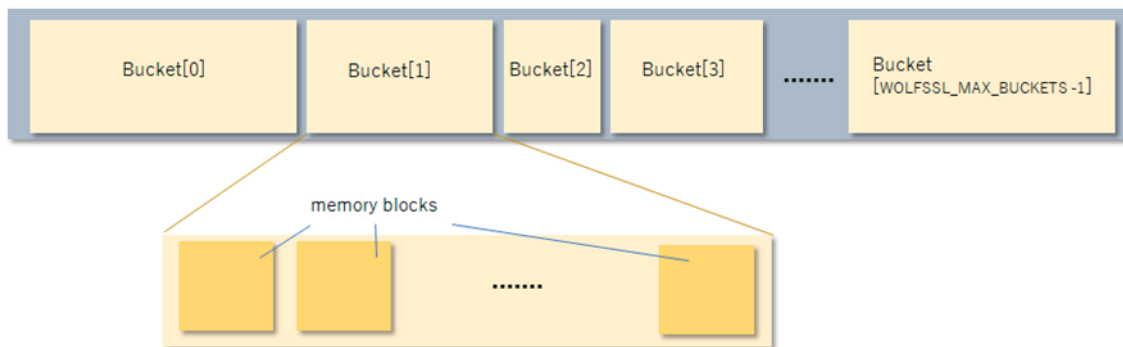 Bucket[0]
Bucket[1]
Bucket[2]
Bucket[3]
.......
Bucket
[WOLFSSL_MAX_BUCKETS -1]
memory blocks
.......